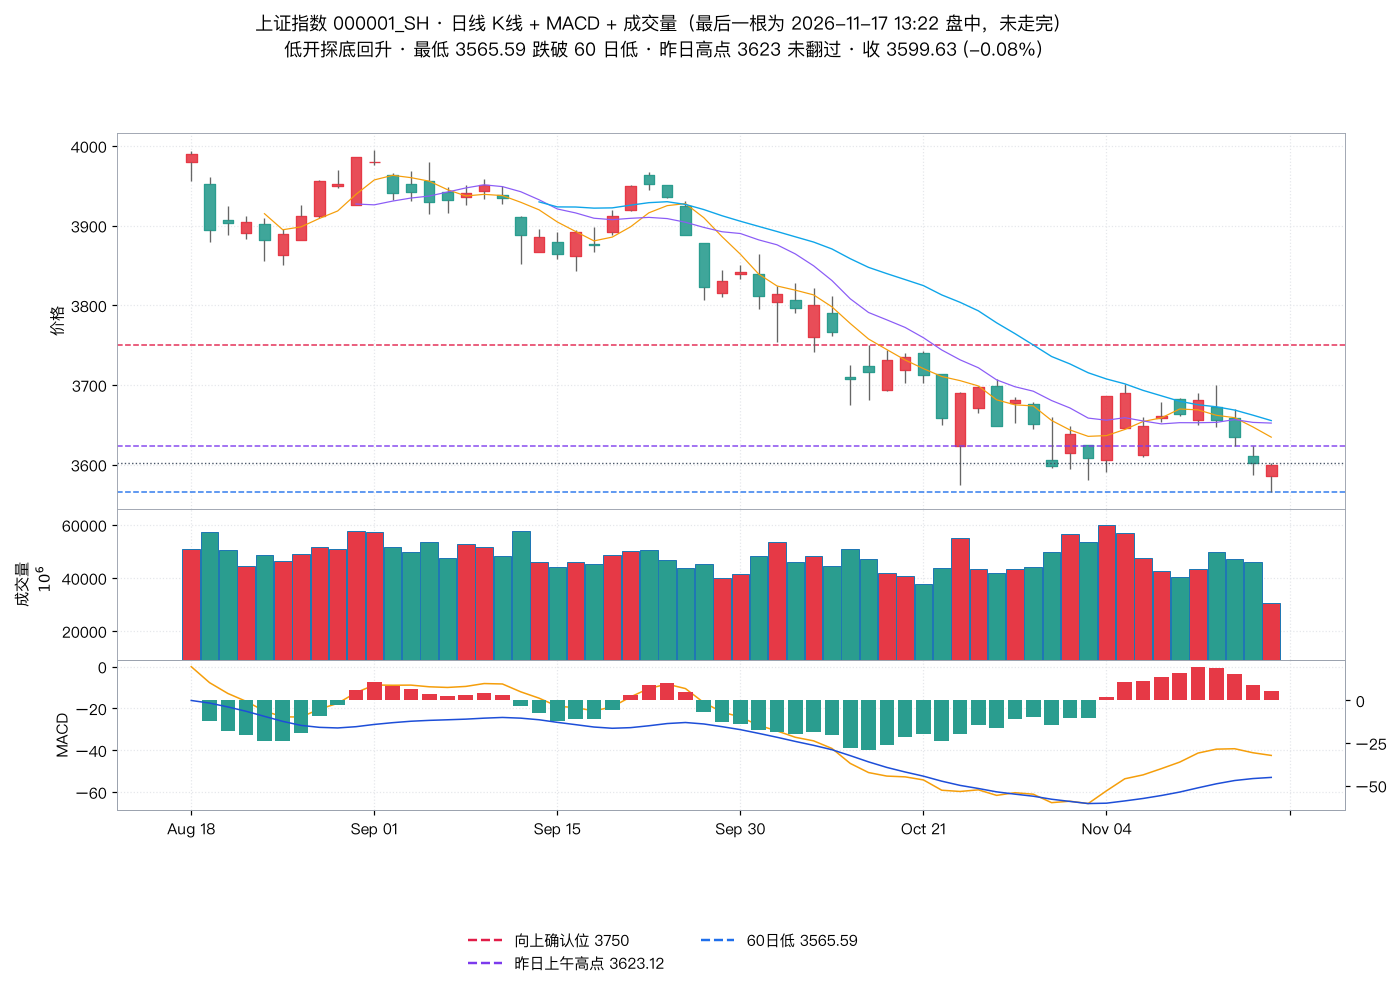 上证指数 000001_SH · 日线 K线 + MACD + 成交量（最后一根为 2026−11−17 13:22 盘中，未走完）
低开探底回升 · 最低 3565.59 跌破 60 日低 · 昨日高点 3623 未翻过 · 收 3599.63 (−0.08%)
价格
4000
3900
3800
3700
3600
成交量
10⁶
60000
40000
20000
MACD
0
−20
−40
−60
0
−25
−50
Aug 18
Sep 01
Sep 15
Sep 30
Oct 21
Nov 04
向上确认位 3750
昨日上午高点 3623.12
60日低 3565.59